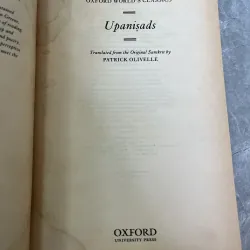 OXFORD WORLD'S CLASSICS
Upaniṣads
Translated from the Original Sanskrit by
PATRICK OLIVELLE
OXFORD
UNIVERSITY PRESS